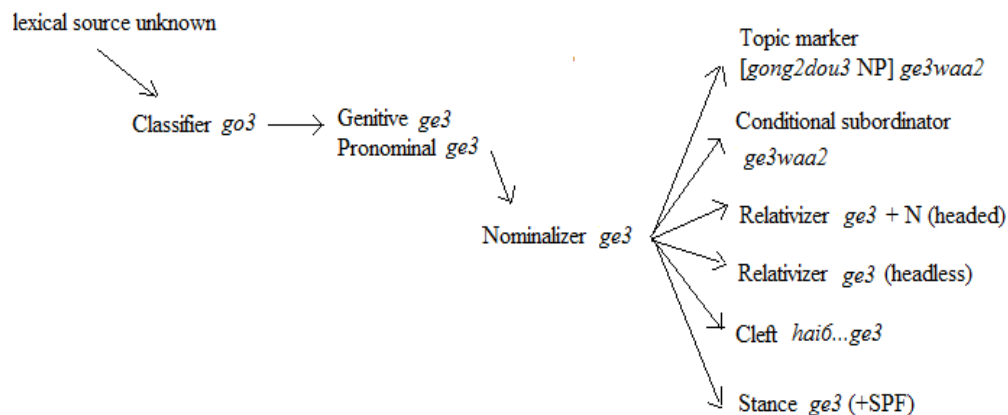 lexical source unknown
Classifier go3
Genitive ge3
Pronominal ge3
Nominalizer ge3
Topic marker
[gong2dou3 NP] ge3waa2
Conditional subordinator
ge3waa2
Relativizer ge3 + N (headed)
Relativizer ge3 (headless)
Cleft hai6...ge3
Stance ge3 (+SPF)